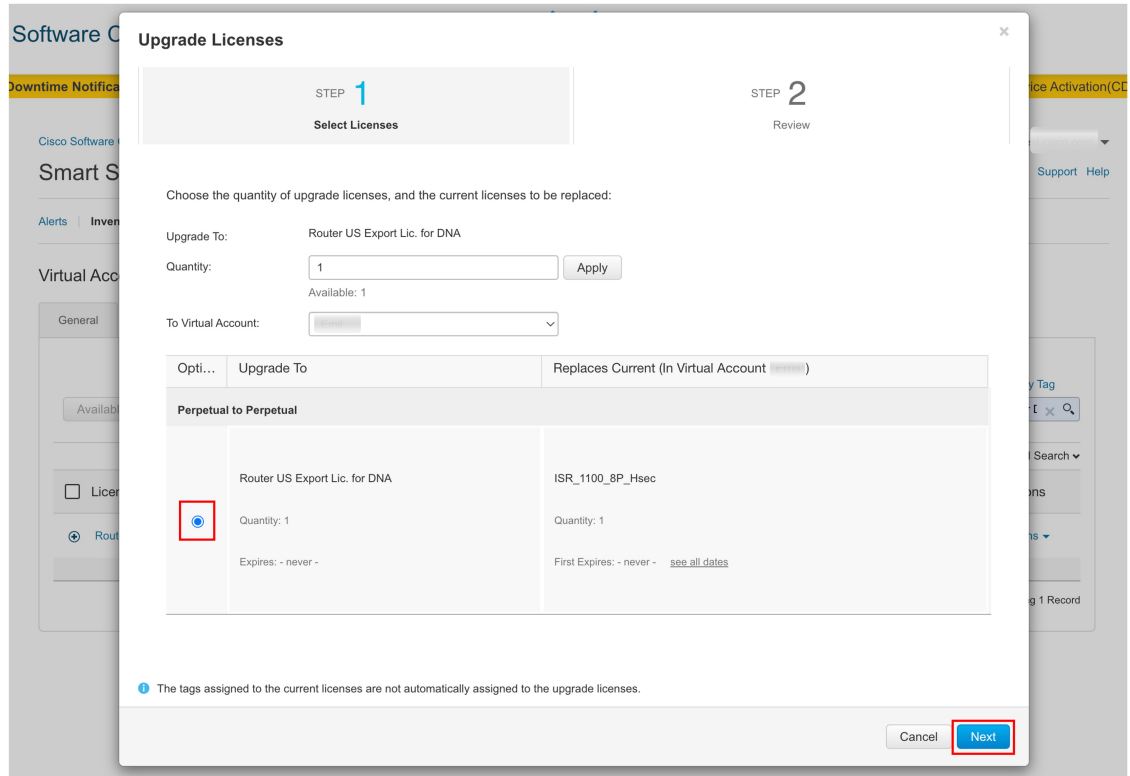 Software C
Upgrade Licenses
×
Downtime Notifica
ice Activation(CD
STEP 1
Select Licenses
STEP 2
Review
Cisco Software
Smart S
Support Help
Alerts | Inven
Choose the quantity of upgrade licenses, and the current licenses to be replaced:
Upgrade To: Router US Export Lic. for DNA
Quantity: 1 Apply
Available: 1
Virtual Acc
General
To Virtual Account:
Opti... Upgrade To Replaces Current (In Virtual Account )
y Tag
Availabl
Perpetual to Perpetual
l Search
Licen
ons
Router US Export Lic. for DNA ISR_1100_8P_Hsec
Quantity: 1 Quantity: 1
Rout
ns
Expires: - never - First Expires: - never - see all dates
g 1 Record
The tags assigned to the current licenses are not automatically assigned to the upgrade licenses.
Cancel Next